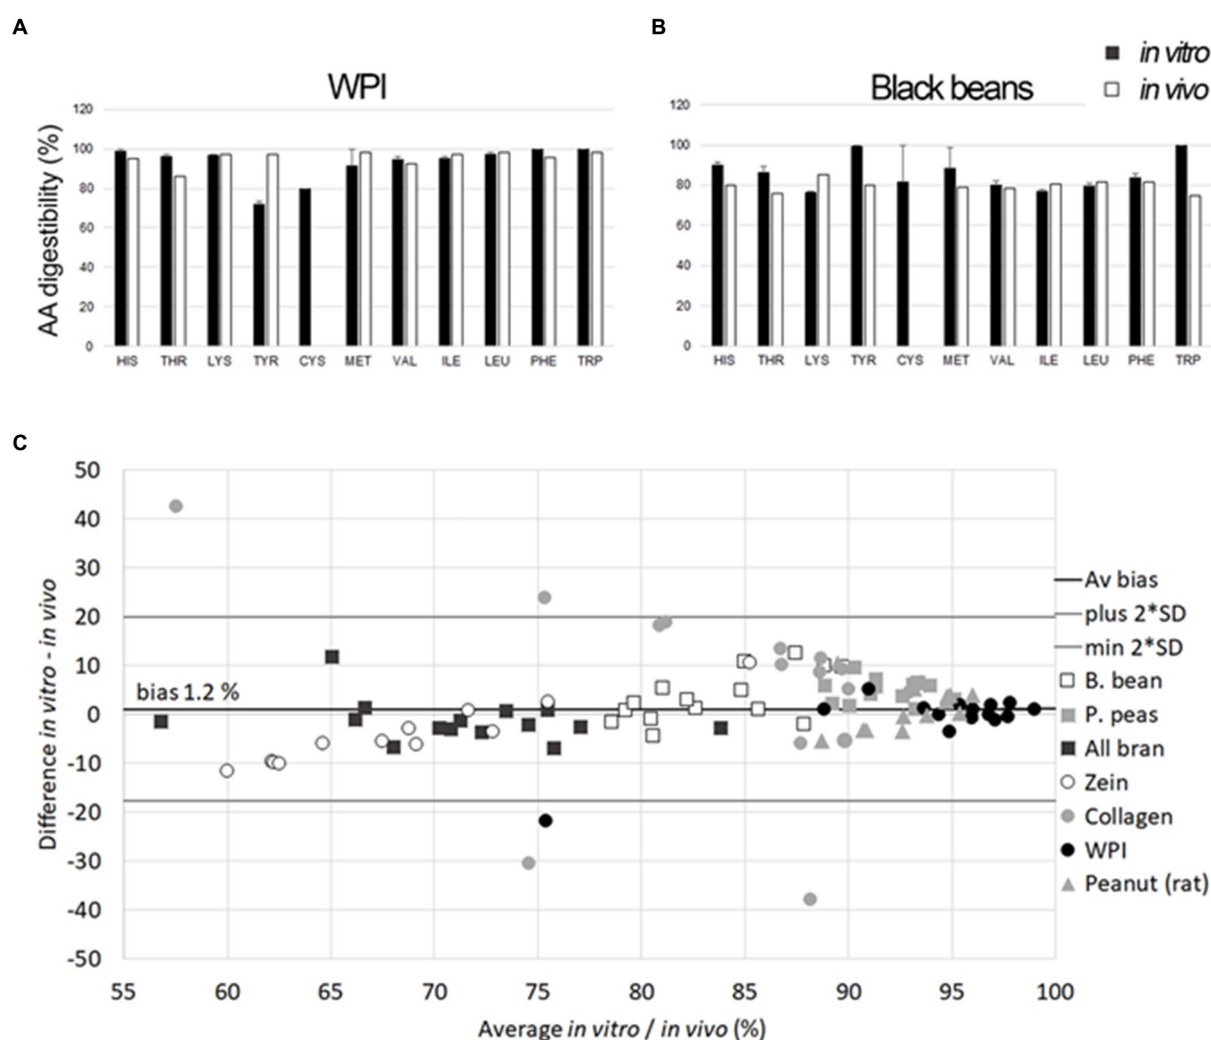 A
B
in vitro
in vivo
WPI
Black beans
AA digestibility (%)
120
100
80
60
40
20
0
HIS THR LYS TYR CYS MET VAL ILE LEU PHE TRP
120
100
80
60
40
20
0
HIS THR LYS TYR CYS MET VAL ILE LEU PHE TRP
C
Difference in vitro - in vivo
50
40
30
20
10
0
-10
-20
-30
-40
-50
bias 1.2 %
55 60 65 70 75 80 85 90 95 100
Average in vitro / in vivo (%)
Av bias
plus 2*SD
min 2*SD
B. bean
P. peas
All bran
Zein
Collagen
WPI
Peanut (rat)